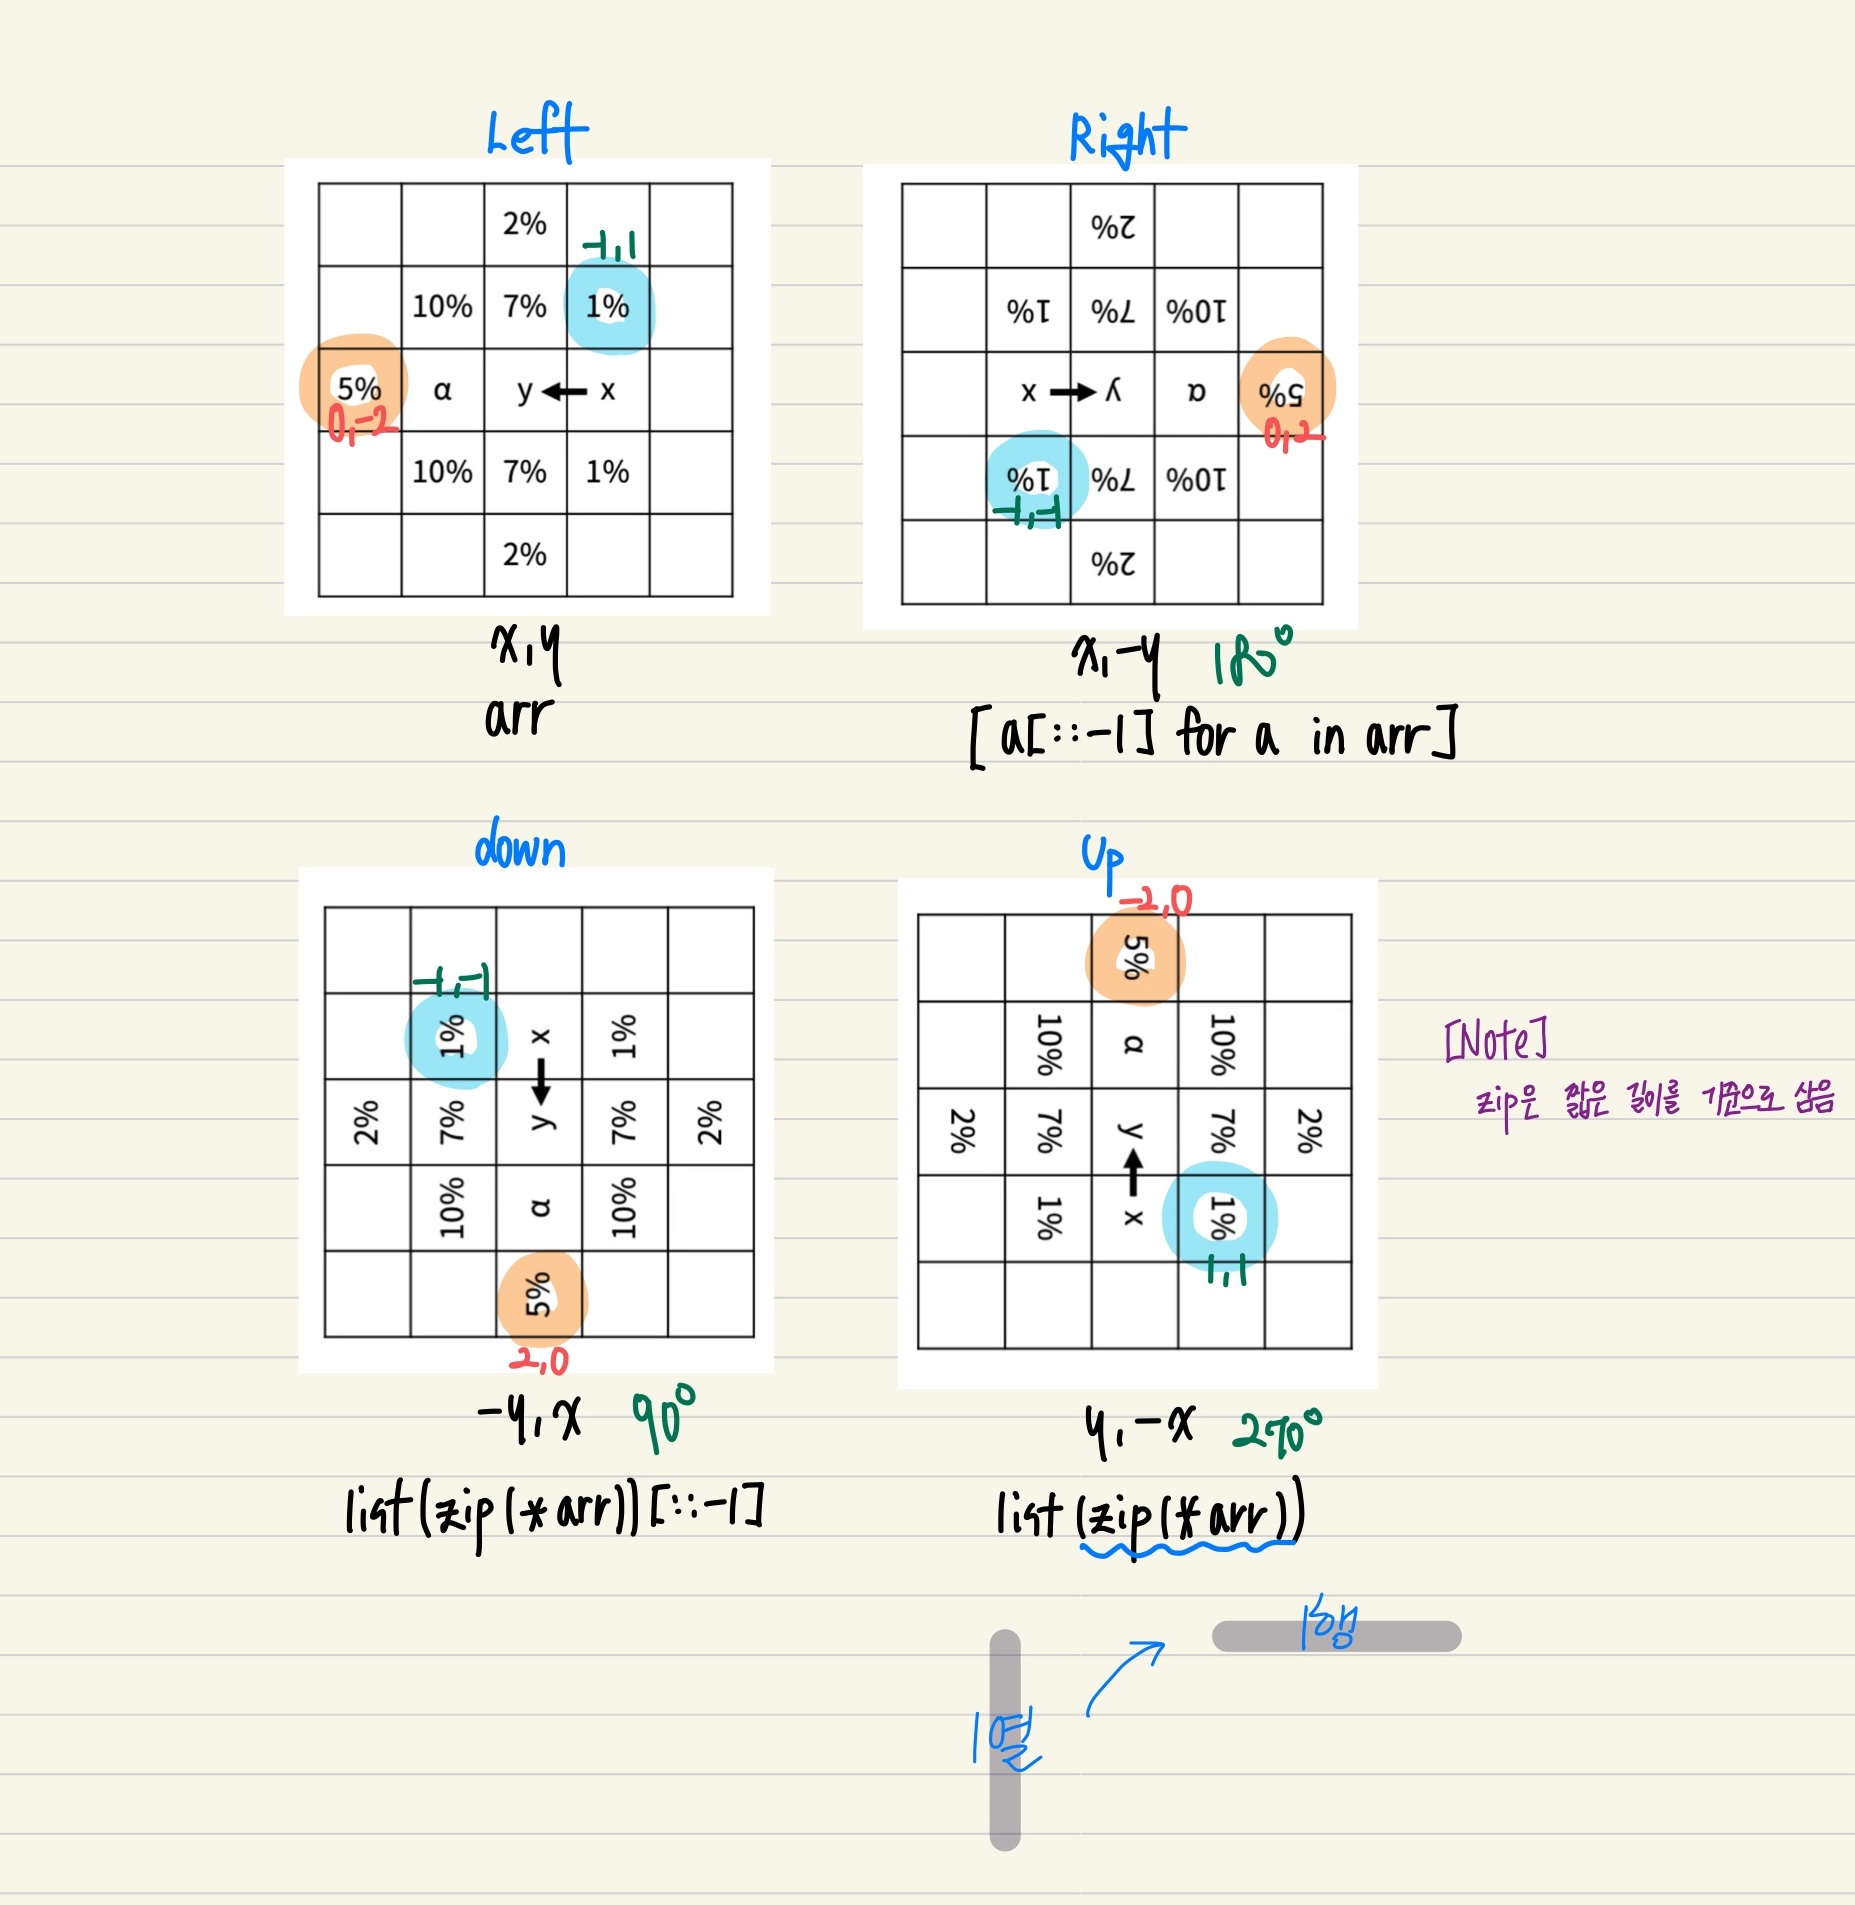 Left
2%
-1,1
10% 7% 1%
5% α y x
0,-2
10% 7% 1%
2%
x,y
arr
Right
2%
1% 7% 10%
x y α 5%
0,2
1% 7% 10%
-1,-1
2%
x,-y 180°
[a[::-1] for a in arr]
down
-1,-1
1% x 1%
2% 7% y 7% 2%
10% α 10%
5%
2,0
-y,x 90°
list(zip(*arr))[::-1]
Up
-2,0
5%
10% α 10%
2% 7% y 7% 2%
1% x 1%
1,1
y,-x 270°
list(zip(*arr))
[Note]
zip은 짧은 길이를 기준으로 삼음
1행
1열